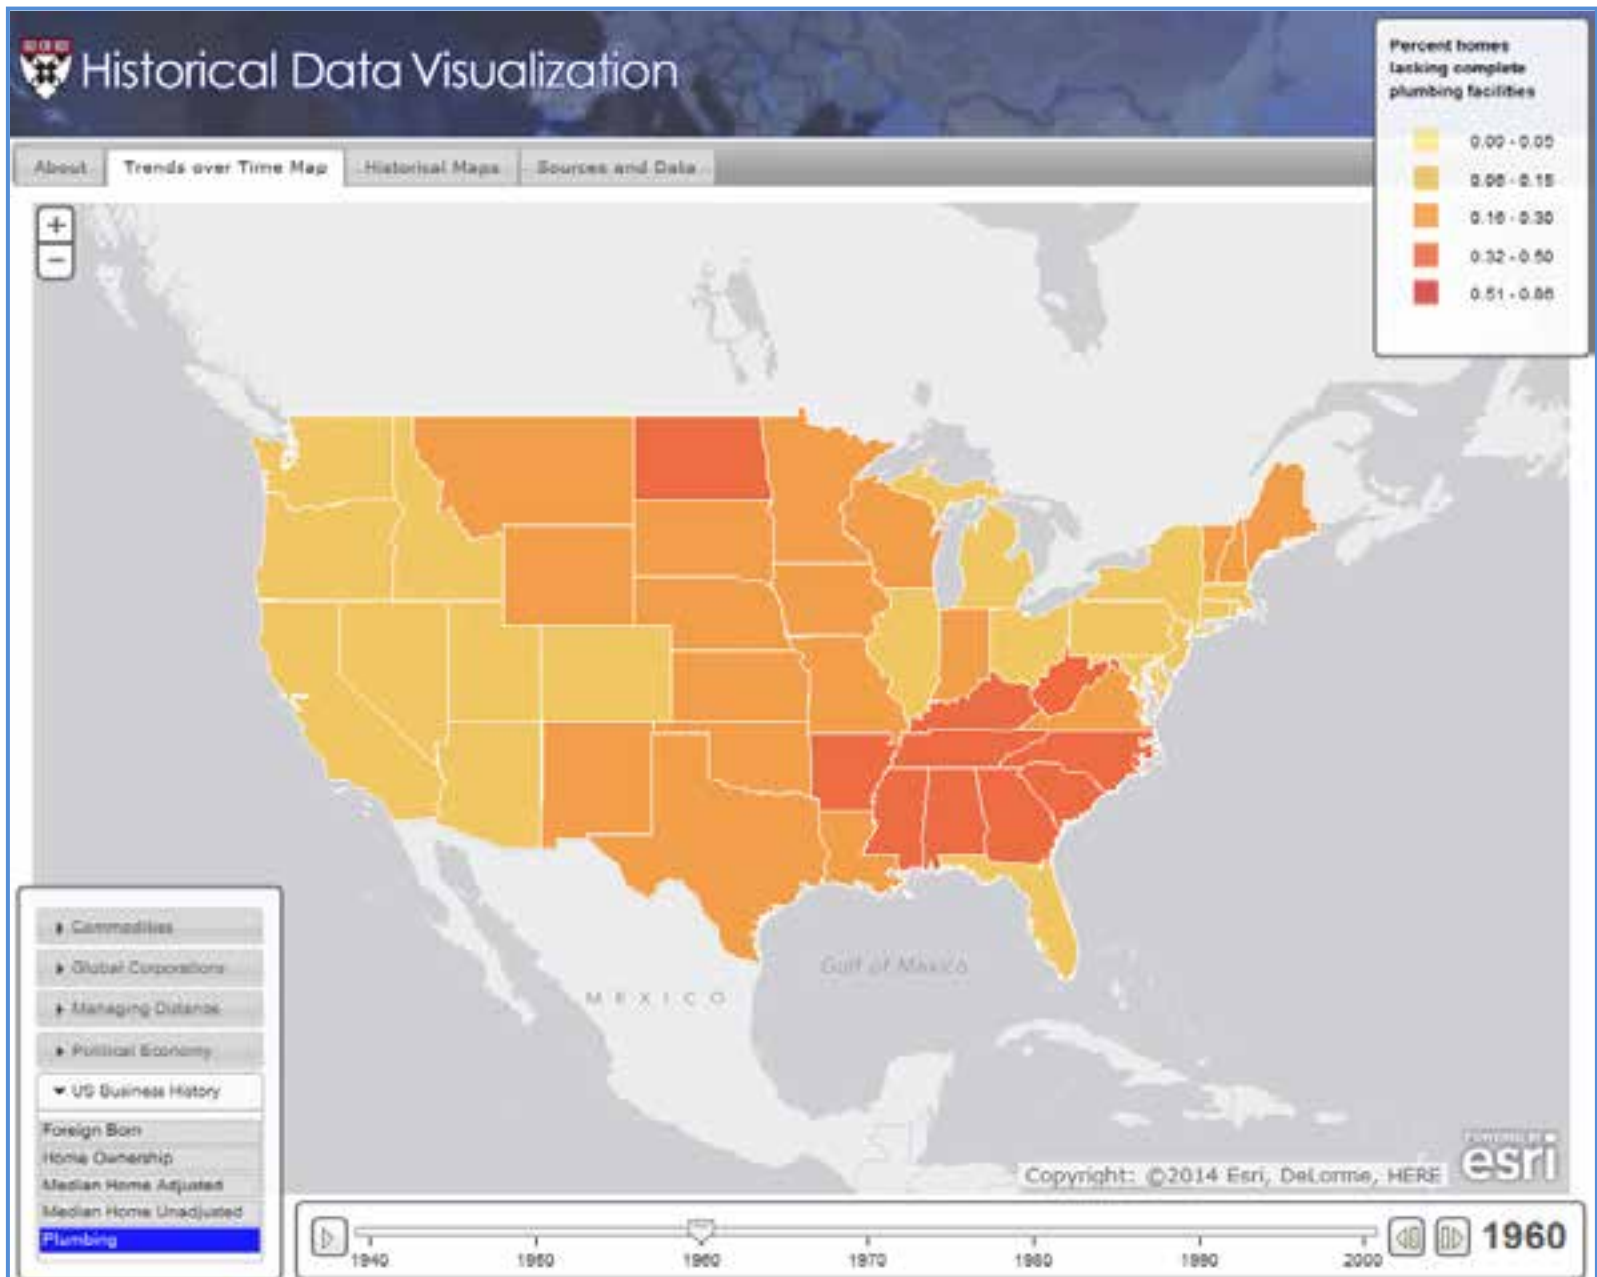 Historical Data Visualization
About
Trends over Time Map
Historical Maps
Sources and Data
Percent homes
lacking complete
plumbing facilities
0.00 - 0.05
0.06 - 0.15
0.16 - 0.30
0.32 - 0.50
0.51 - 0.86
+
−
Gulf of Mexico
MEXICO
Commodities
Global Corporations
Managing Distance
Political Economy
US Business History
Foreign Born
Home Ownership
Median Home Adjusted
Median Home Unadjusted
Plumbing
POWERED BY
esri
Copyright: ©2014 Esri, DeLorme, HERE
1940
1950
1960
1970
1980
1990
2000
1960